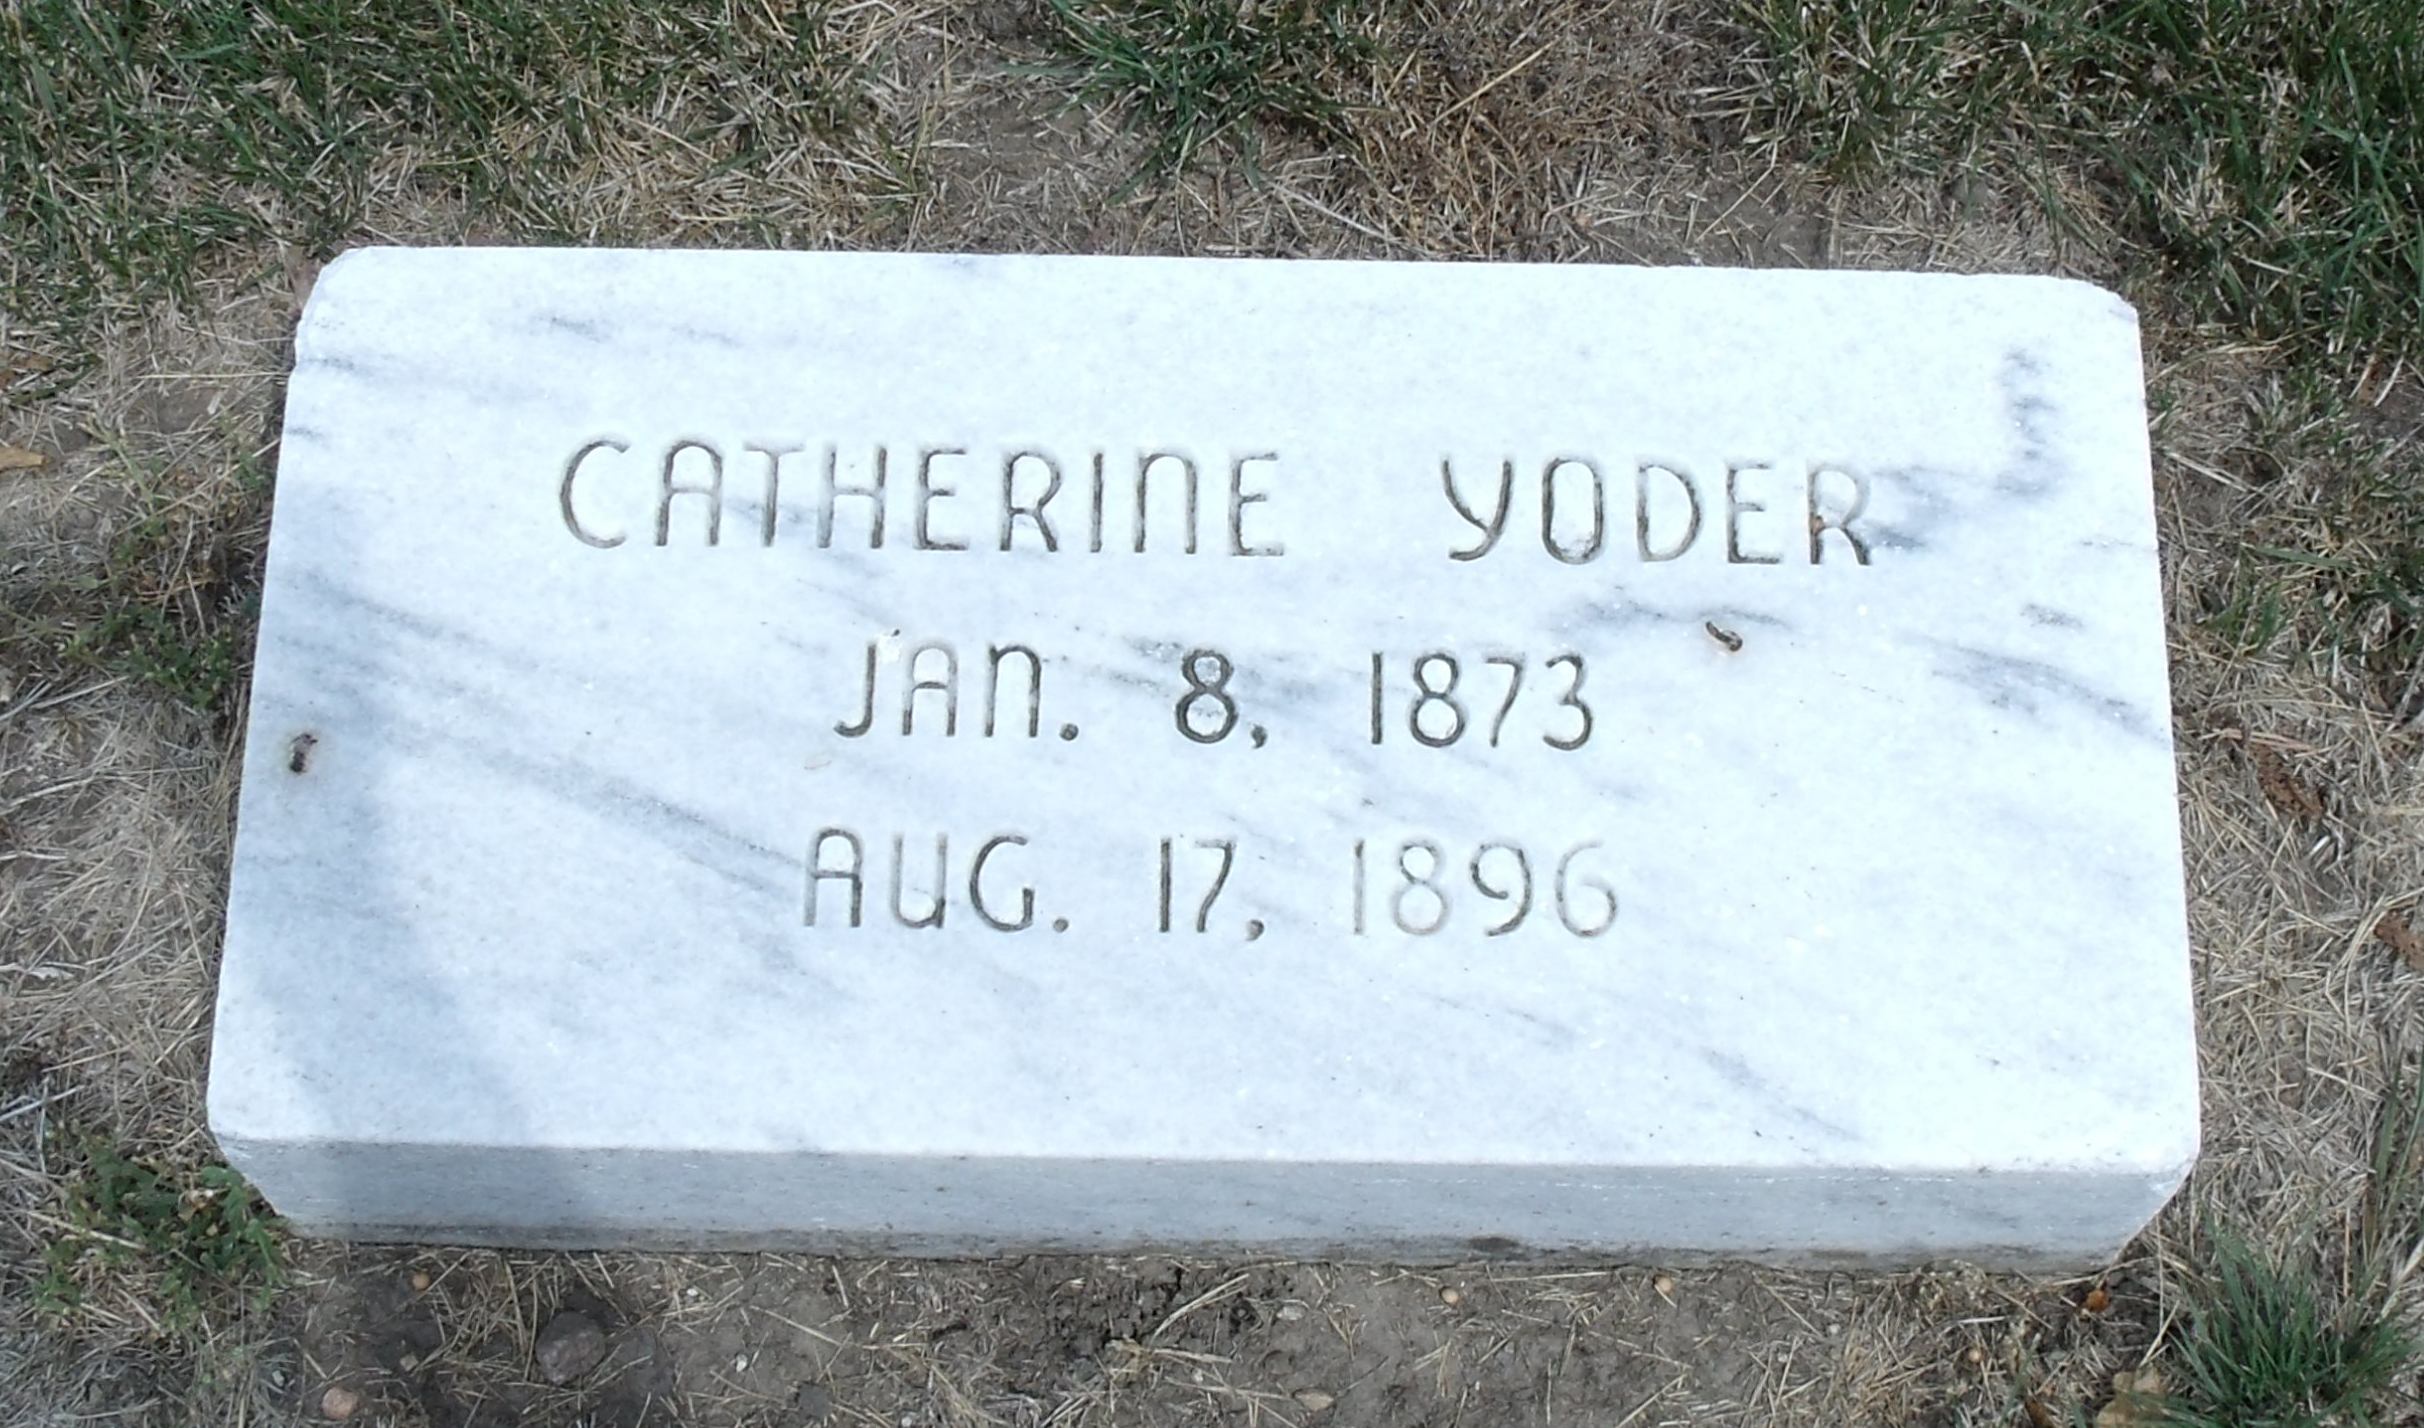 CATHERINE YODER
JAN. 8, 1873
AUG. 17, 1896